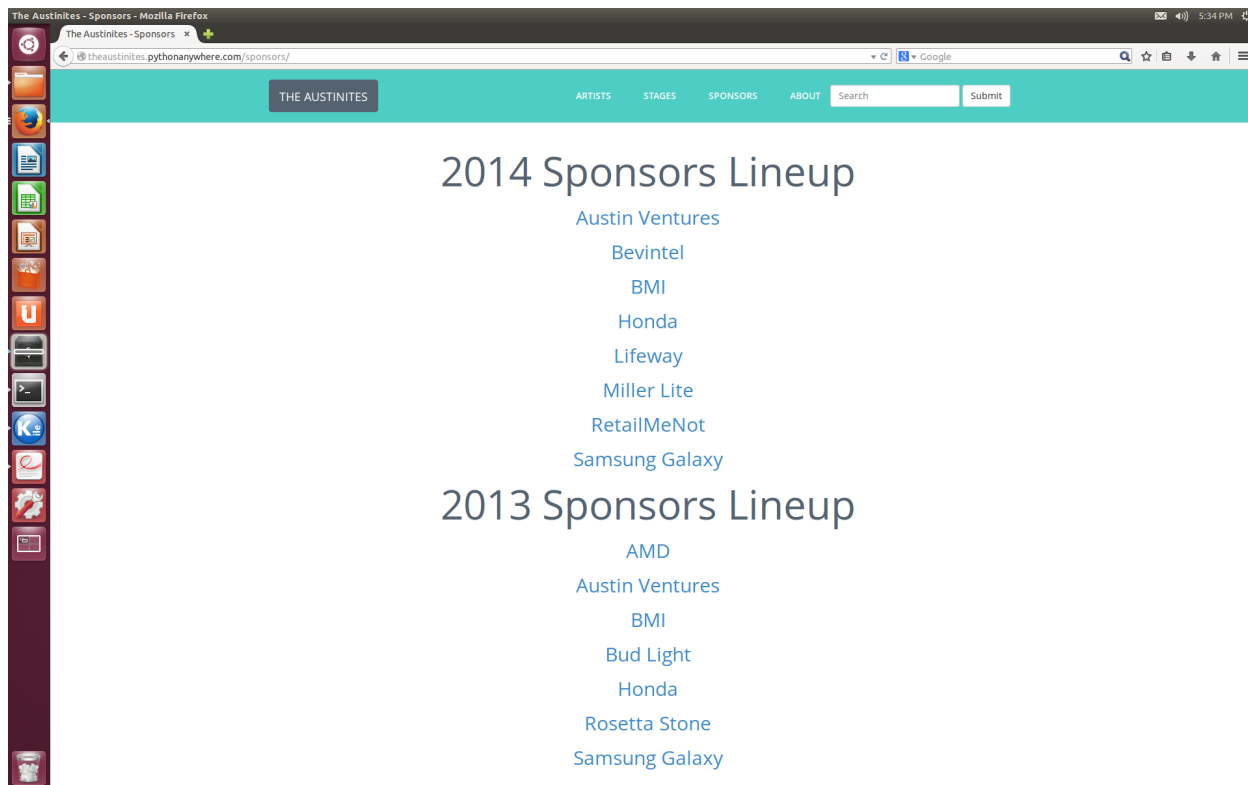 The Austinites - Sponsors - Mozilla Firefox
5:34 PM
The Austinites - Sponsors
theaustinites.pythonanywhere.com/sponsors/
Google
THE AUSTINITES
ARTISTS
STAGES
SPONSORS
ABOUT
Search
Submit
2014 Sponsors Lineup
Austin Ventures
Bevintel
BMI
Honda
Lifeway
Miller Lite
RetailMeNot
Samsung Galaxy
2013 Sponsors Lineup
AMD
Austin Ventures
BMI
Bud Light
Honda
Rosetta Stone
Samsung Galaxy